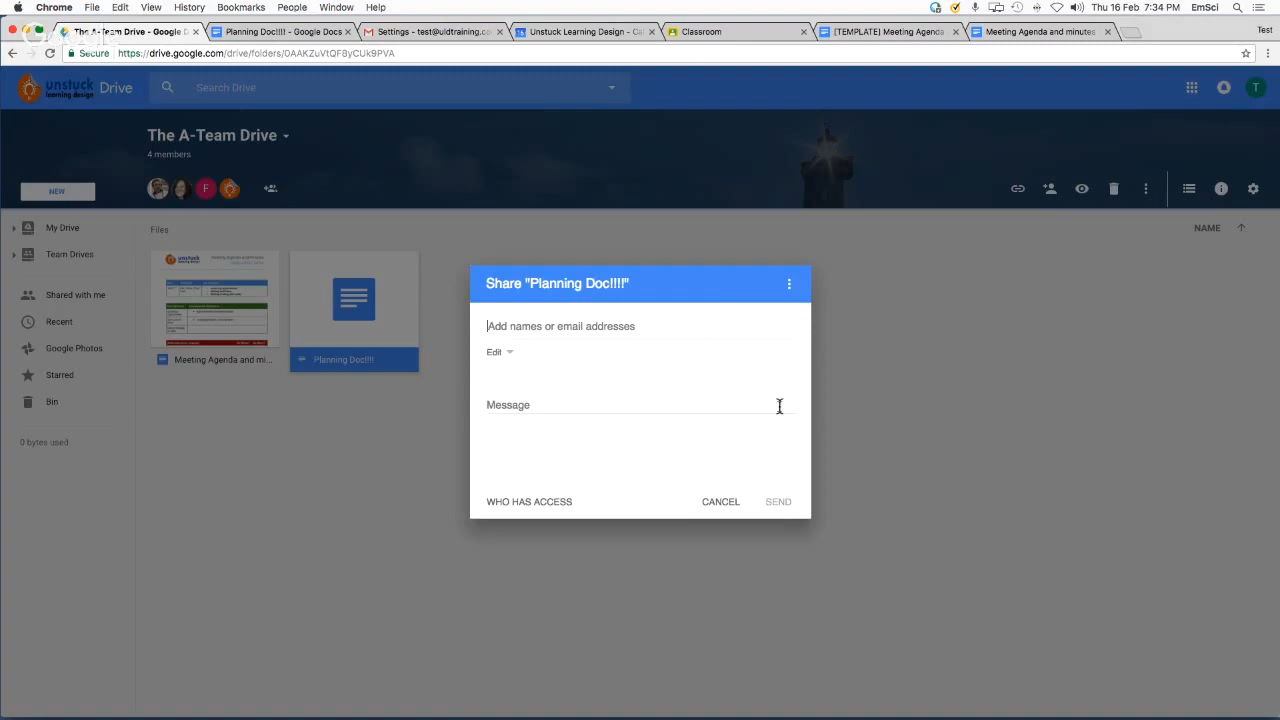 Chrome File Edit View History Bookmarks People Window Help Thu 16 Feb 7:34 PM EmSci
The A-Team Drive - Google D Planning Doc!!!! - Google Docs Settings - test@uldtraining.co Unstuck Learning Design - Cal Classroom [TEMPLATE] Meeting Agenda Meeting Agenda and minutes Test
Secure https://drive.google.com/drive/folders/0AAKZuVtQF8yCUk9PVA
unstuck
learning design
Drive
Search Drive
T
The A-Team Drive
4 members
NEW
F
My Drive
Team Drives
Shared with me
Recent
Google Photos
Starred
Bin
0 bytes used
Files
NAME
Meeting Agenda and mi...
Planning Doc!!!!
Share "Planning Doc!!!!"
Add names or email addresses
Edit
Message
WHO HAS ACCESS CANCEL SEND